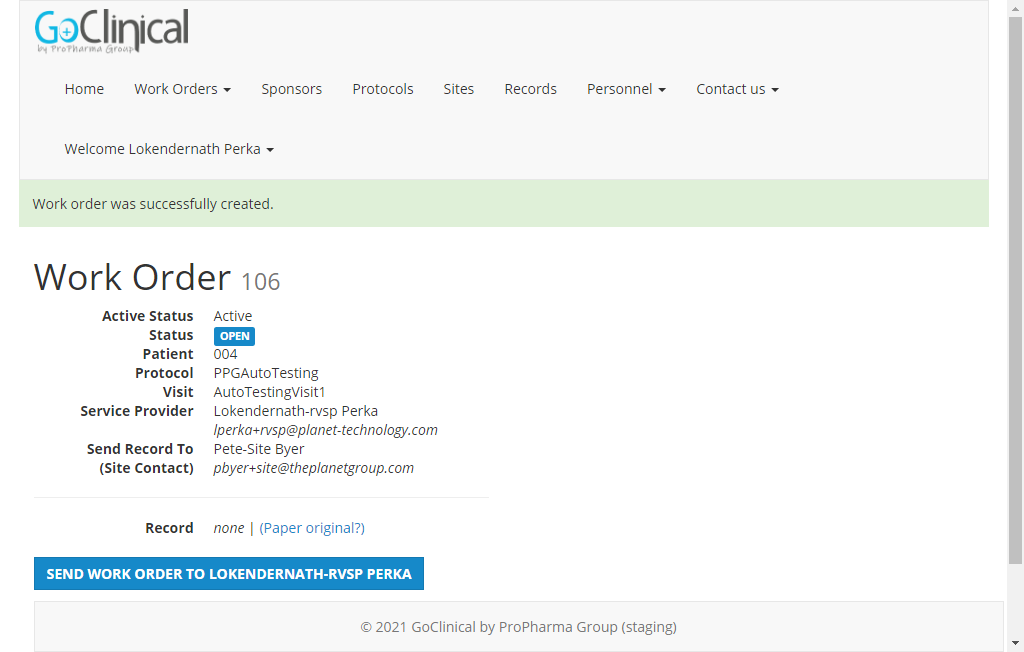 GoClinical
by ProPharma Group
Home Work Orders Sponsors Protocols Sites Records Personnel Contact us
Welcome Lokendernath Perka
Work order was successfully created.
Work Order 106
Active Status Active
Status OPEN
Patient 004
Protocol PPGAutoTesting
Visit AutoTestingVisit1
Service Provider Lokendernath-rvsp Perka
lperka+rvsp@planet-technology.com
Send Record To Pete-Site Byer
(Site Contact) pbyer+site@theplanetgroup.com
Record none | (Paper original?)
SEND WORK ORDER TO LOKENDERNATH-RVSP PERKA
© 2021 GoClinical by ProPharma Group (staging)